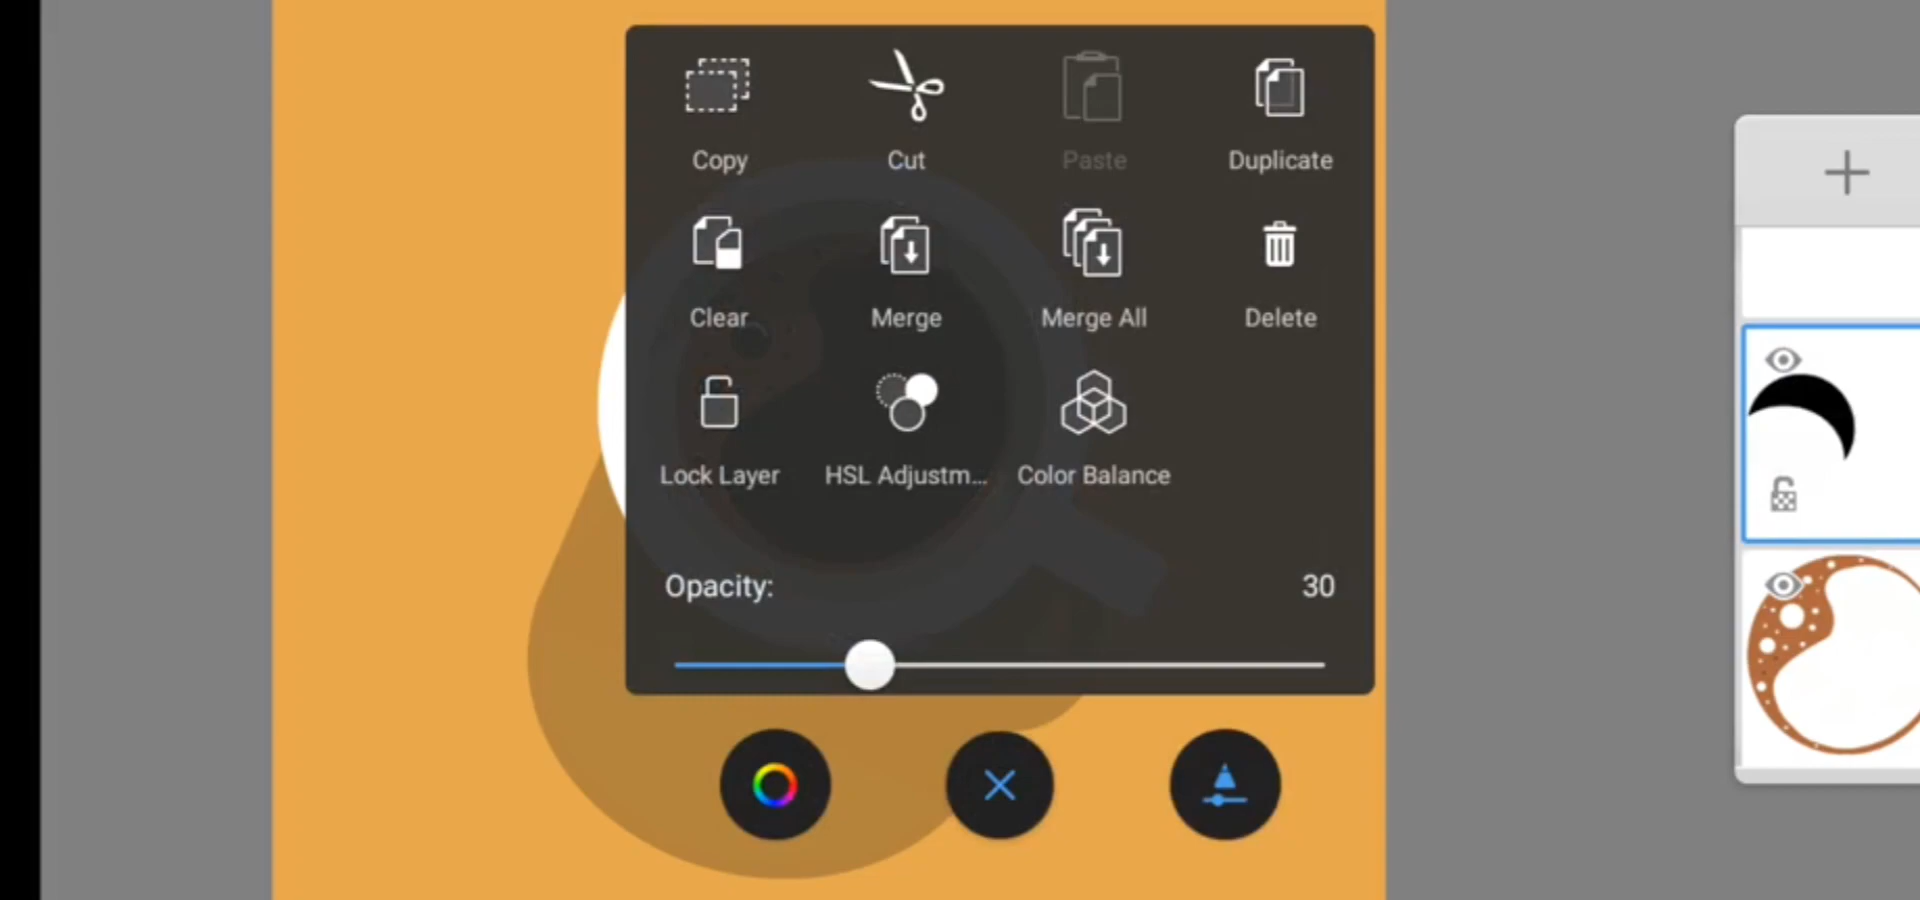 Copy Cut Paste Duplicate
Clear Merge Merge All Delete
Lock Layer HSL Adjustm... Color Balance
Opacity: 30